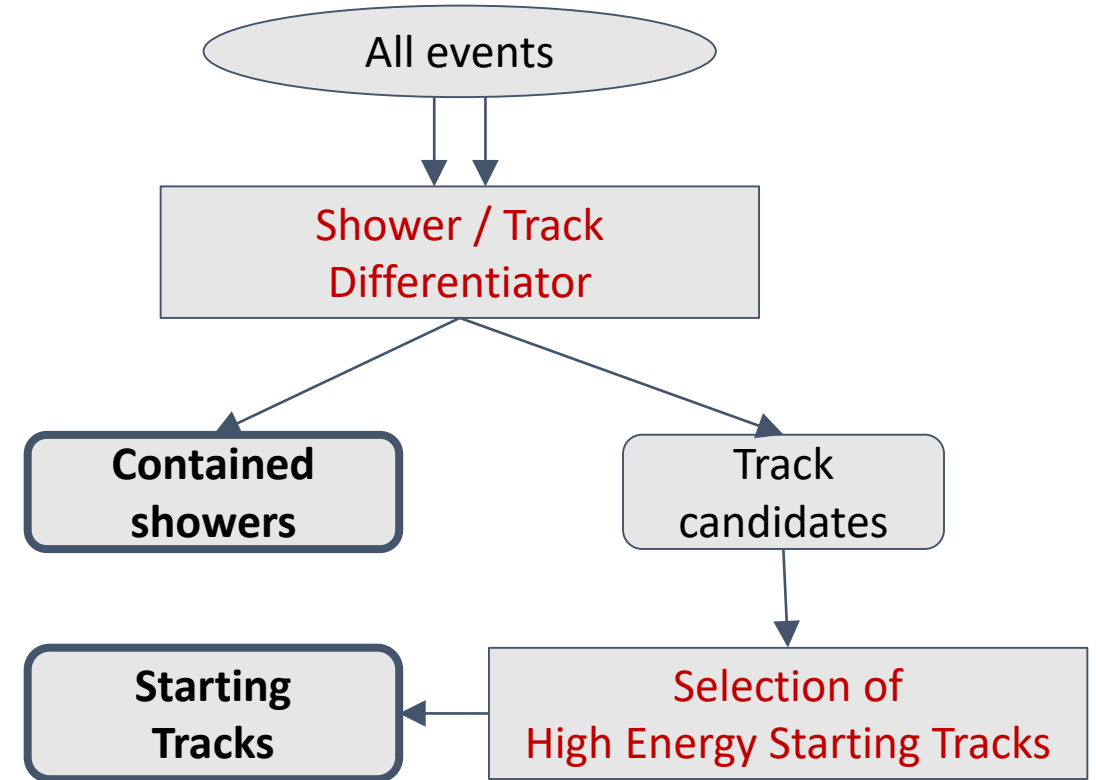 All events
Shower / Track
Differentiator
Contained
showers
Track
candidates
Starting
Tracks
Selection of
High Energy Starting Tracks